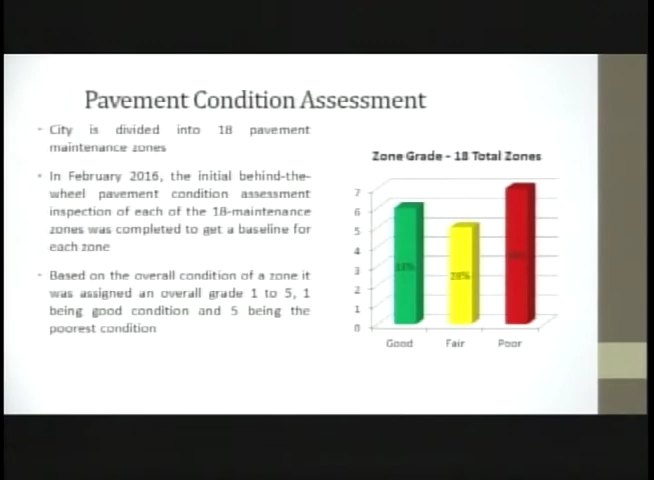 Pavement Condition Assessment
- City is divided into 18 pavement
maintenance zones
- In February 2016, the initial behind-the-
wheel pavement condition assessment
inspection of each of the 18-maintenance
zones was completed to get a baseline for
each zone
- Based on the overall condition of a zone it
was assigned an overall grade 1 to 5, 1
being good condition and 5 being the
poorest condition
Zone Grade - 18 Total Zones
7
6
5
4
3
2
1
0
28%
Good Fair Poor